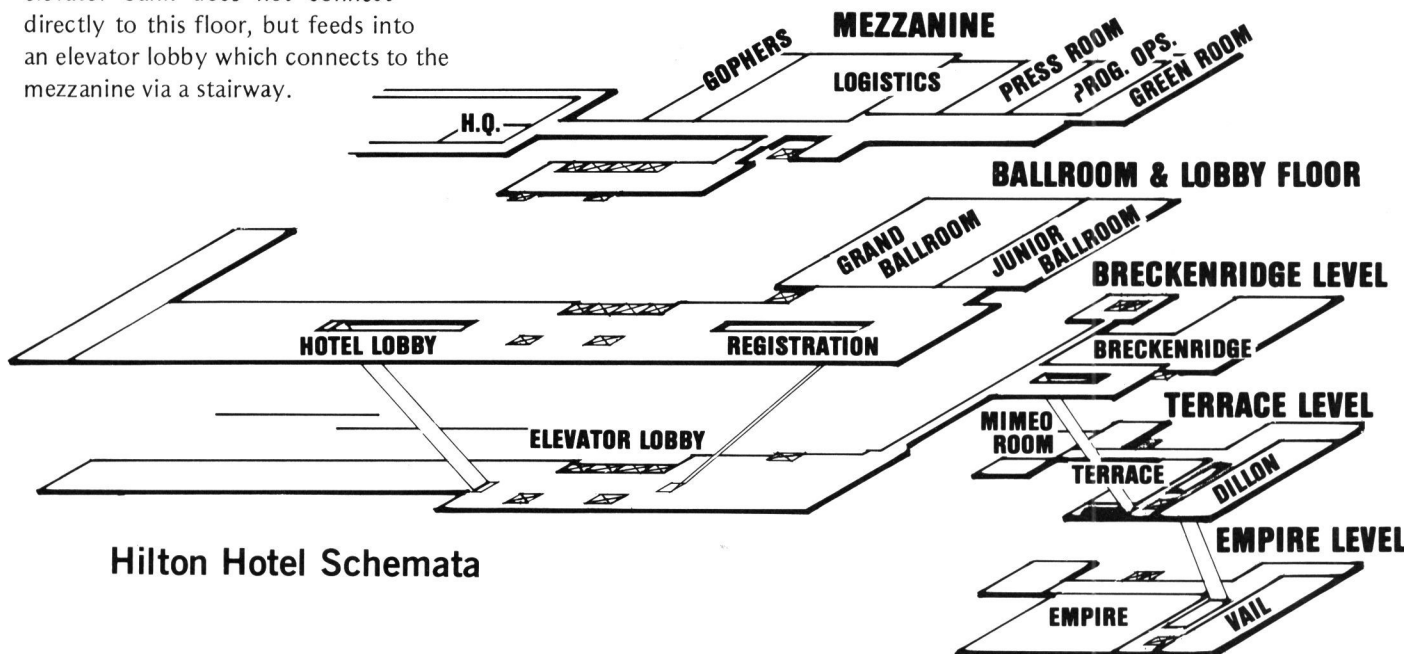 directly to this floor, but feeds into
an elevator lobby which connects to the
mezzanine via a stairway.
MEZZANINE
GOPHERS
LOGISTICS
PRESS ROOM
PROG. OPS.
GREEN ROOM
H.Q.
BALLROOM & LOBBY FLOOR
GRAND
BALLROOM
JUNIOR
BALLROOM
HOTEL LOBBY
REGISTRATION
BRECKENRIDGE LEVEL
BRECKENRIDGE
ELEVATOR LOBBY
TERRACE LEVEL
MIMEO
ROOM
TERRACE
DILLON
EMPIRE LEVEL
EMPIRE
VAIL
Hilton Hotel Schemata